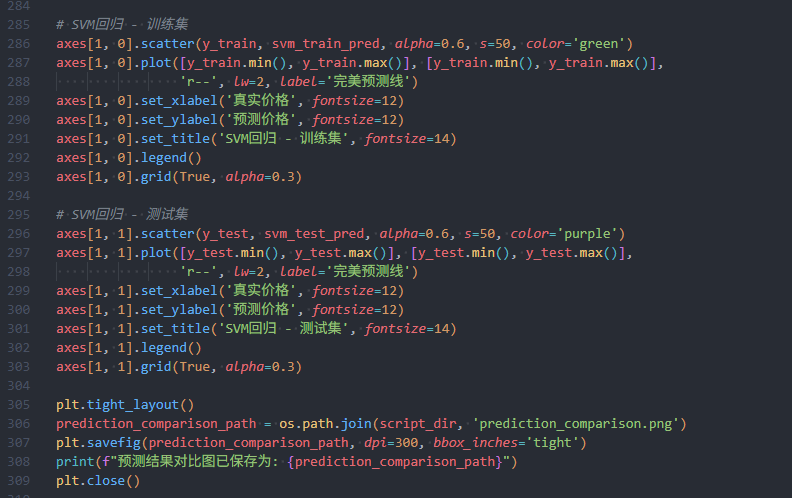 284
285 # SVM回归 - 训练集
286 axes[1, 0].scatter(y_train, svm_train_pred, alpha=0.6, s=50, color='green')
287 axes[1, 0].plot([y_train.min(), y_train.max()], [y_train.min(), y_train.max()],
288                 'r--', lw=2, label='完美预测线')
289 axes[1, 0].set_xlabel('真实价格', fontsize=12)
290 axes[1, 0].set_ylabel('预测价格', fontsize=12)
291 axes[1, 0].set_title('SVM回归 - 训练集', fontsize=14)
292 axes[1, 0].legend()
293 axes[1, 0].grid(True, alpha=0.3)
294
295 # SVM回归 - 测试集
296 axes[1, 1].scatter(y_test, svm_test_pred, alpha=0.6, s=50, color='purple')
297 axes[1, 1].plot([y_test.min(), y_test.max()], [y_test.min(), y_test.max()],
298                 'r--', lw=2, label='完美预测线')
299 axes[1, 1].set_xlabel('真实价格', fontsize=12)
300 axes[1, 1].set_ylabel('预测价格', fontsize=12)
301 axes[1, 1].set_title('SVM回归 - 测试集', fontsize=14)
302 axes[1, 1].legend()
303 axes[1, 1].grid(True, alpha=0.3)
304
305 plt.tight_layout()
306 prediction_comparison_path = os.path.join(script_dir, 'prediction_comparison.png')
307 plt.savefig(prediction_comparison_path, dpi=300, bbox_inches='tight')
308 print(f"预测结果对比图已保存为: {prediction_comparison_path}")
309 plt.close()